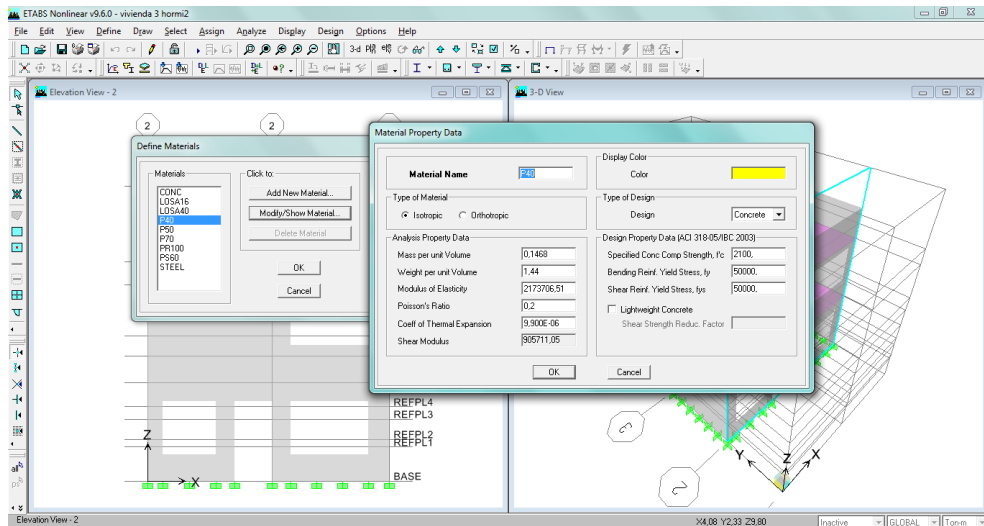 ETABS Nonlinear v9.6.0 - vivienda 3 hormi2
File Edit View Define Draw Select Assign Analyze Display Design Options Help
3-d
Elevation View - 2
3-D View
2
2
Define Materials
Materials
CONC
LOSA16
LOSA40
P40
P50
P70
PR100
PS60
STEEL
Click to:
Add New Material...
Modify/Show Material...
Delete Material
OK
Cancel
Material Property Data
Material Name P40
Display Color
Color
Type of Material
Isotropic Orthotropic
Type of Design
Design Concrete
Analysis Property Data
Mass per unit Volume 0,1468
Weight per unit Volume 1,44
Modulus of Elasticity 2173706,51
Poisson's Ratio 0,2
Coeff of Thermal Expansion 9,900E-06
Shear Modulus 905711,05
Design Property Data (ACI 318-05/IBC 2003)
Specified Conc Comp Strength, f'c 2100,
Bending Reinf. Yield Stress, fy 50000,
Shear Reinf. Yield Stress, fys 50000,
Lightweight Concrete
Shear Strength Reduc. Factor
OK Cancel
REFPL4
REFPL3
REFPL2
REFPL1
BASE
Z
X
3
2
Y Z X
Elevation View - 2
X4,08 Y2,33 Z9,80
Inactive
GLOBAL
Ton-m